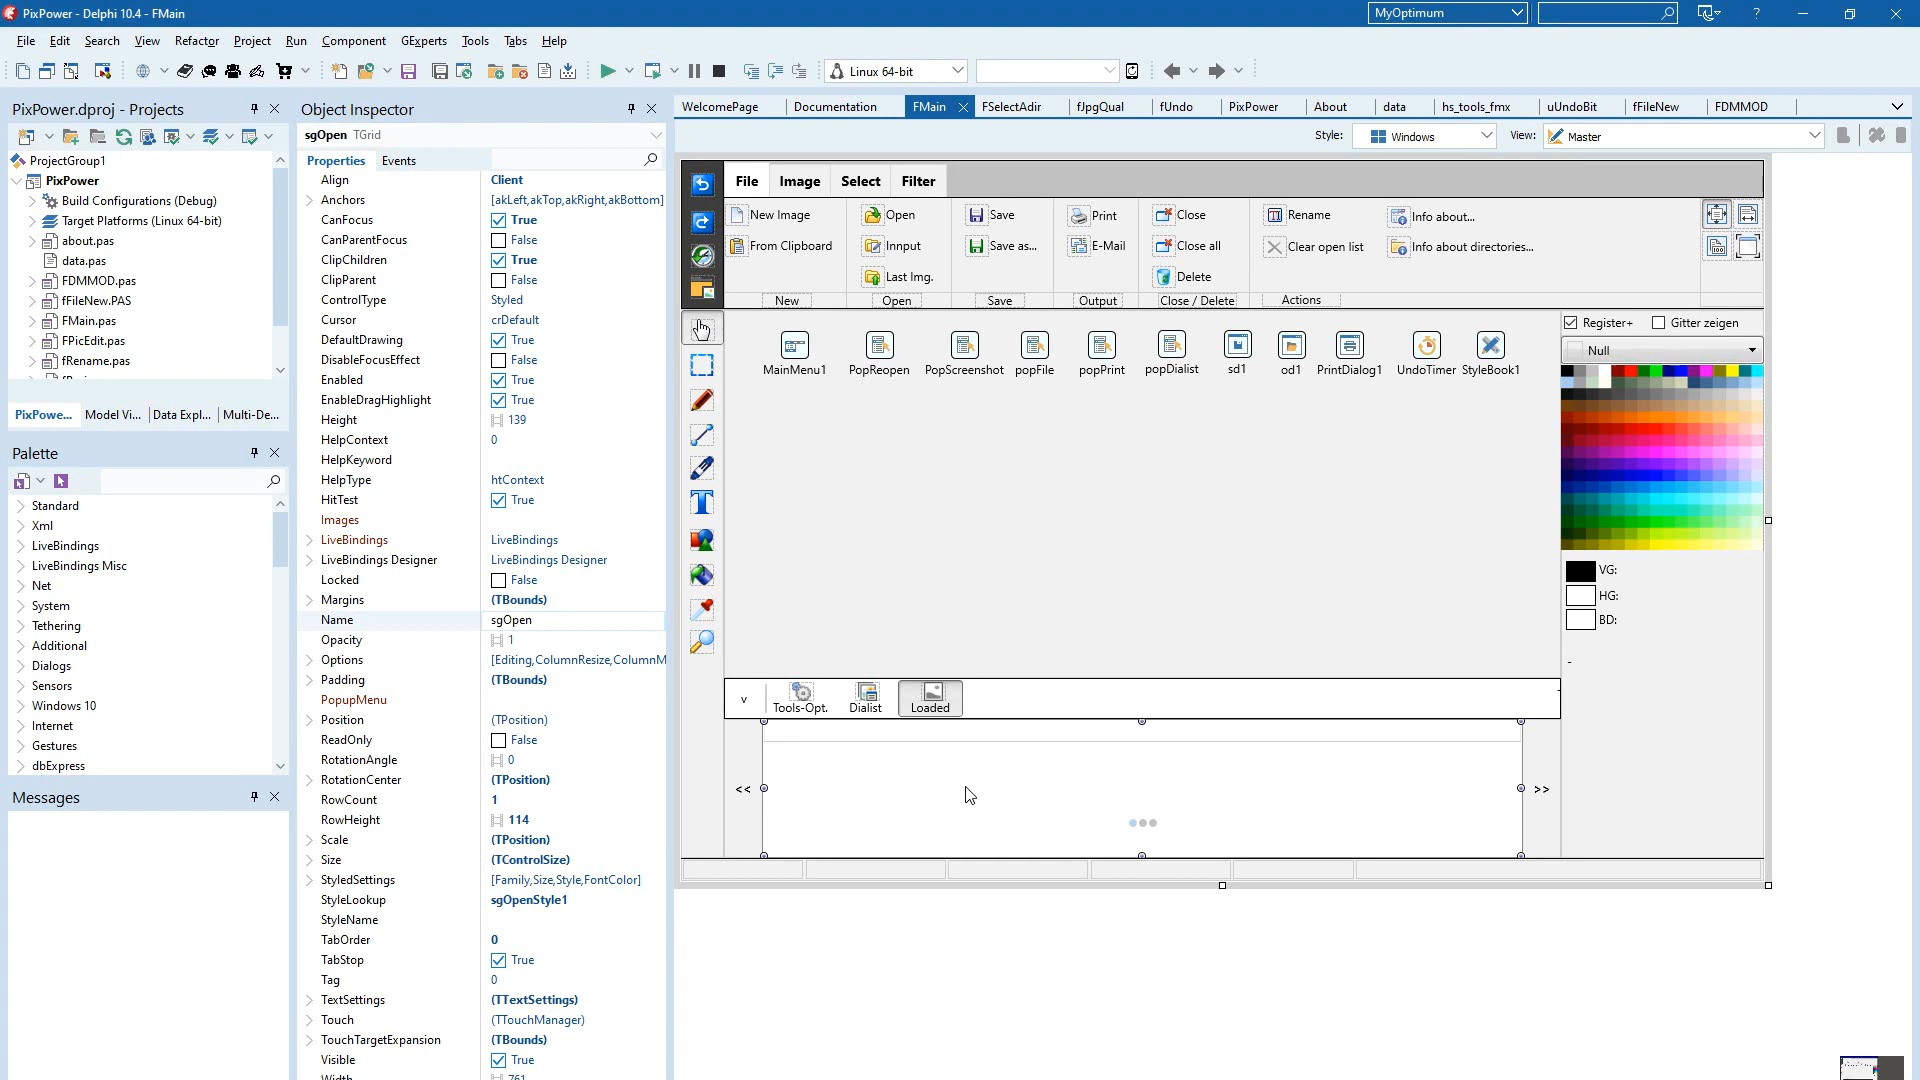 PixPower - Delphi 10.4 - FMain
MyOptimum
?
File Edit Search View Refactor Project Run Component GExperts Tools Tabs Help
Linux 64-bit
PixPower.dproj - Projects
ProjectGroup1
PixPower
Build Configurations (Debug)
Target Platforms (Linux 64-bit)
about.pas
data.pas
FDMMOD.pas
fFileNew.PAS
FMain.pas
FPicEdit.pas
fRename.pas
PixPowe... Model Vi... Data Expl... Multi-De...
Palette
Standard
Xml
LiveBindings
LiveBindings Misc
Net
System
Tethering
Additional
Dialogs
Sensors
Windows 10
Internet
Gestures
dbExpress
Messages
Object Inspector
sgOpen TGrid
Properties Events
Align Client
Anchors [akLeft,akTop,akRight,akBottom]
CanFocus True
CanParentFocus False
ClipChildren True
ClipParent False
ControlType Styled
Cursor crDefault
DefaultDrawing True
DisableFocusEffect False
Enabled True
EnableDragHighlight True
Height 139
HelpContext 0
HelpKeyword
HelpType htContext
HitTest True
Images
LiveBindings LiveBindings
LiveBindings Designer LiveBindings Designer
Locked False
Margins (TBounds)
Name sgOpen
Opacity 1
Options [Editing,ColumnResize,ColumnM
Padding (TBounds)
PopupMenu
Position (TPosition)
ReadOnly False
RotationAngle 0
RotationCenter (TPosition)
RowCount 1
RowHeight 114
Scale (TPosition)
Size (TControlSize)
StyledSettings [Family,Size,Style,FontColor]
StyleLookup sgOpenStyle1
StyleName
TabOrder 0
TabStop True
Tag 0
TextSettings (TTextSettings)
Touch (TTouchManager)
TouchTargetExpansion (TBounds)
Visible True
Width 761
WelcomePage Documentation FMain FSelectAdir fJpgQual fUndo PixPower About data hs_tools_fmx uUndoBit fFileNew FDMMOD
Style: Windows View: Master
File Image Select Filter
New Image Open Save Print Close Rename Info about...
From Clipboard Innput Save as... E-Mail Close all Clear open list Info about directories...
Last Img. Delete
New Open Save Output Close / Delete Actions
MainMenu1 PopReopen PopScreenshot popFile popPrint popDialist sd1 od1 PrintDialog1 UndoTimer StyleBook1
Register+ Gitter zeigen
Null
VG:
HG:
BD:
-
v Tools-Opt. Dialist Loaded
<< >>